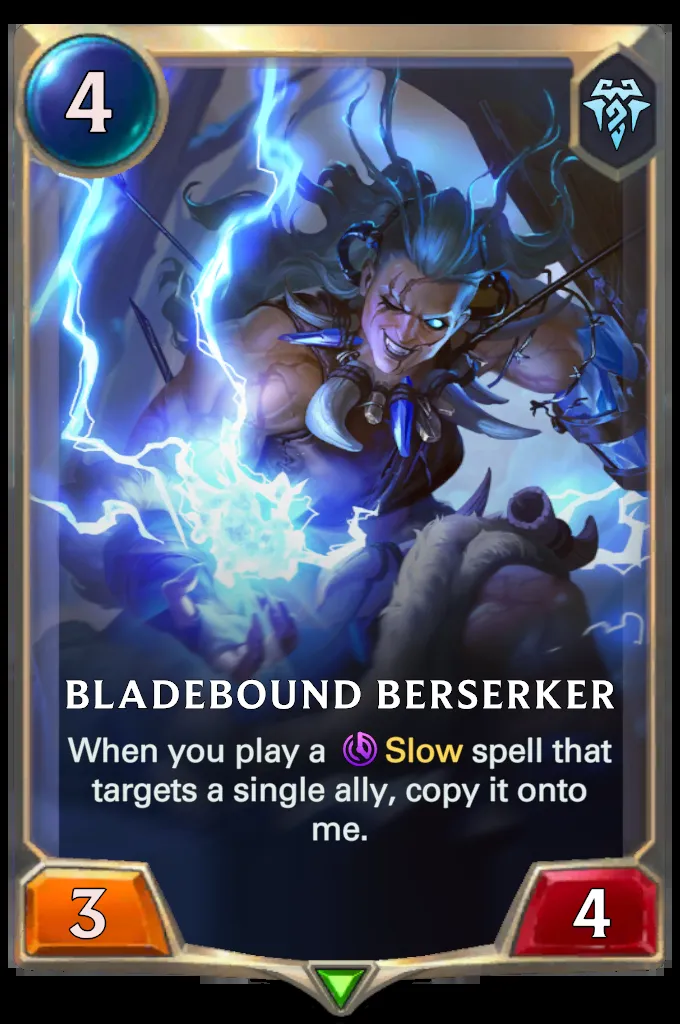 4
BLADEBOUND BERSERKER
When you play a Slow spell that
targets a single ally, copy it onto
me.
3
4